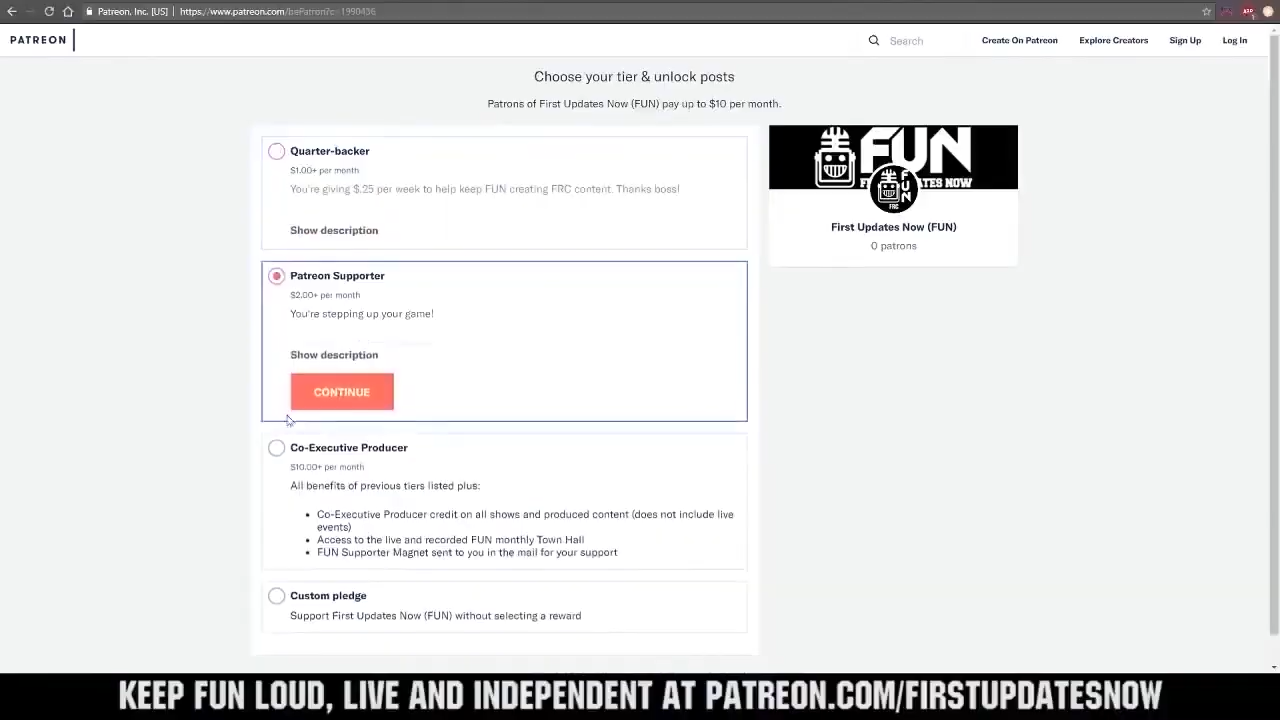 Patreon, Inc. [US] | https://www.patreon.com/bePatron?c=1990436
PATREON
Search
Create On Patreon
Explore Creators
Sign Up
Log In
Choose your tier & unlock posts
Patrons of First Updates Now (FUN) pay up to $10 per month.
Quarter-backer
$1.00+ per month
You're giving $.25 per week to help keep FUN creating FRC content. Thanks boss!
Show description
Patreon Supporter
$2.00+ per month
You're stepping up your game!
Show description
CONTINUE
Co-Executive Producer
$10.00+ per month
All benefits of previous tiers listed plus:
• Co-Executive Producer credit on all shows and produced content (does not include live
events)
• Access to the live and recorded FUN monthly Town Hall
• FUN Supporter Magnet sent to you in the mail for your support
Custom pledge
Support First Updates Now (FUN) without selecting a reward
FUN
TES NOW
FUN
FRC
First Updates Now (FUN)
0 patrons
KEEP FUN LOUD, LIVE AND INDEPENDENT AT PATREON.COM/FIRSTUPDATESNOW